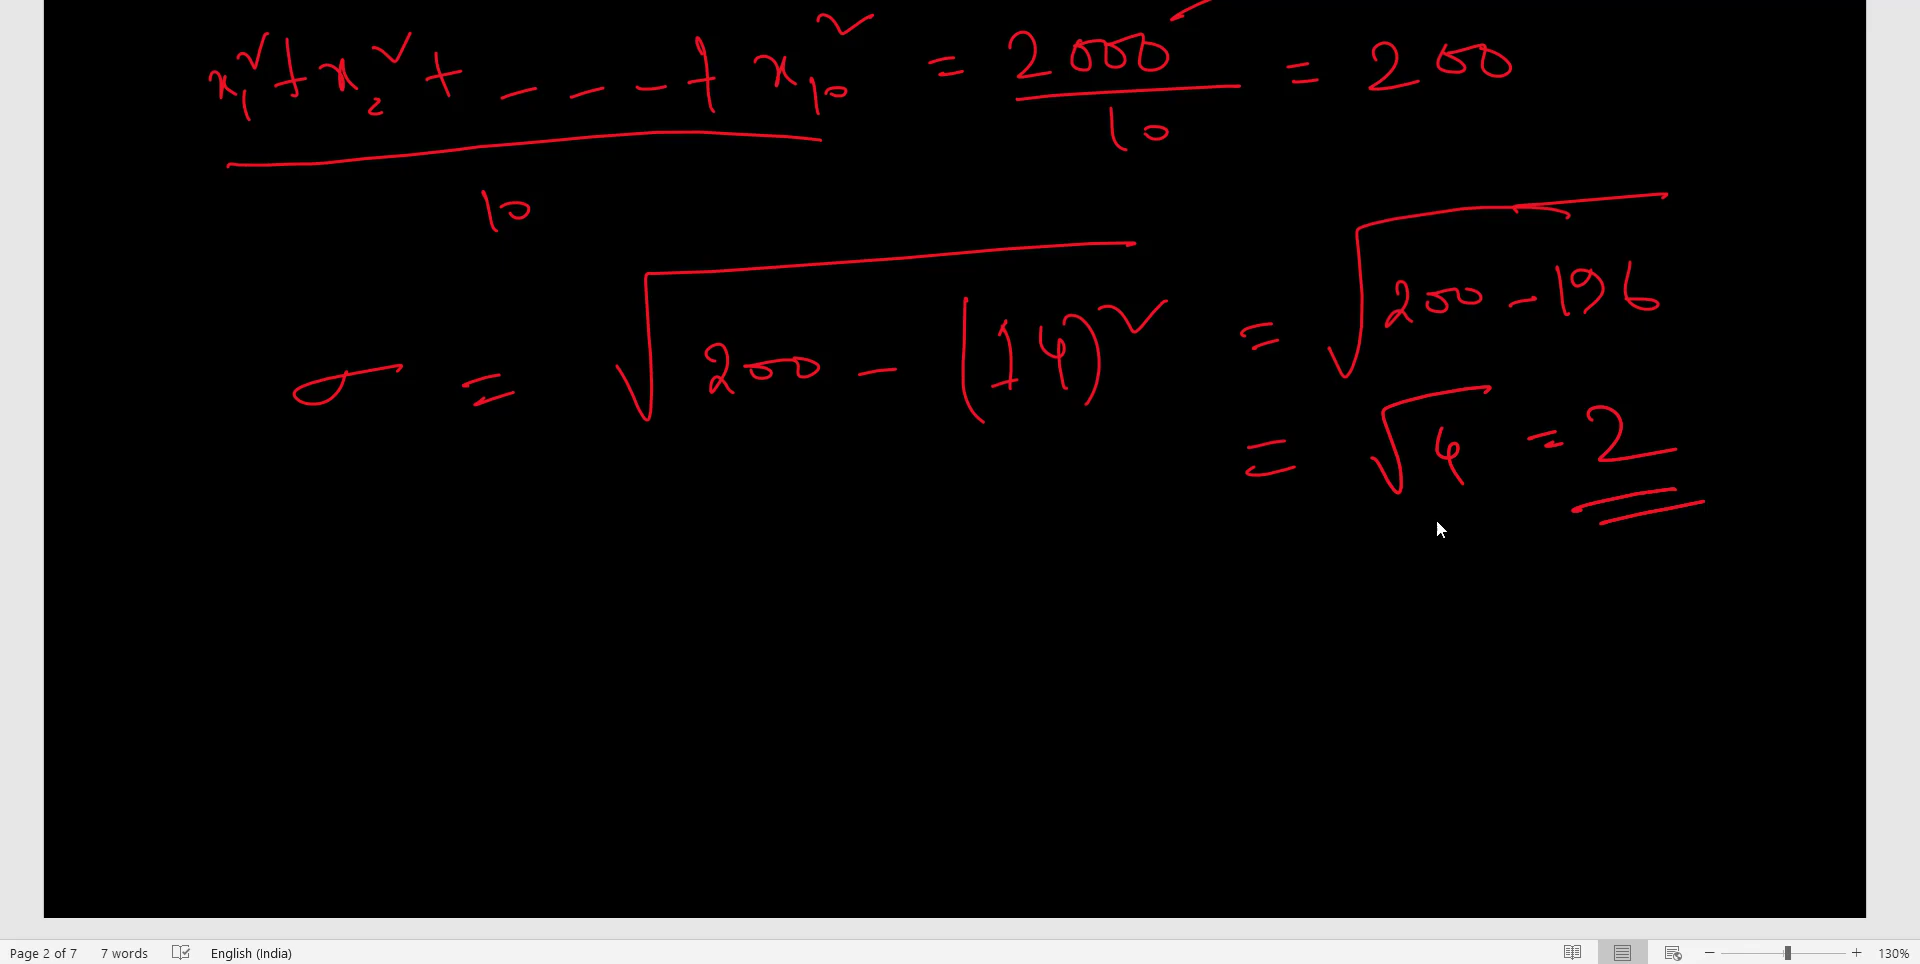 x₁² + x₂² + - - - - + x₁₀² / 10 = 2000 / 10 = 200
σ = √(200 - (14)²) = √(200 - 196)
= √4 = 2
Page 2 of 7 7 words English (India) 130%